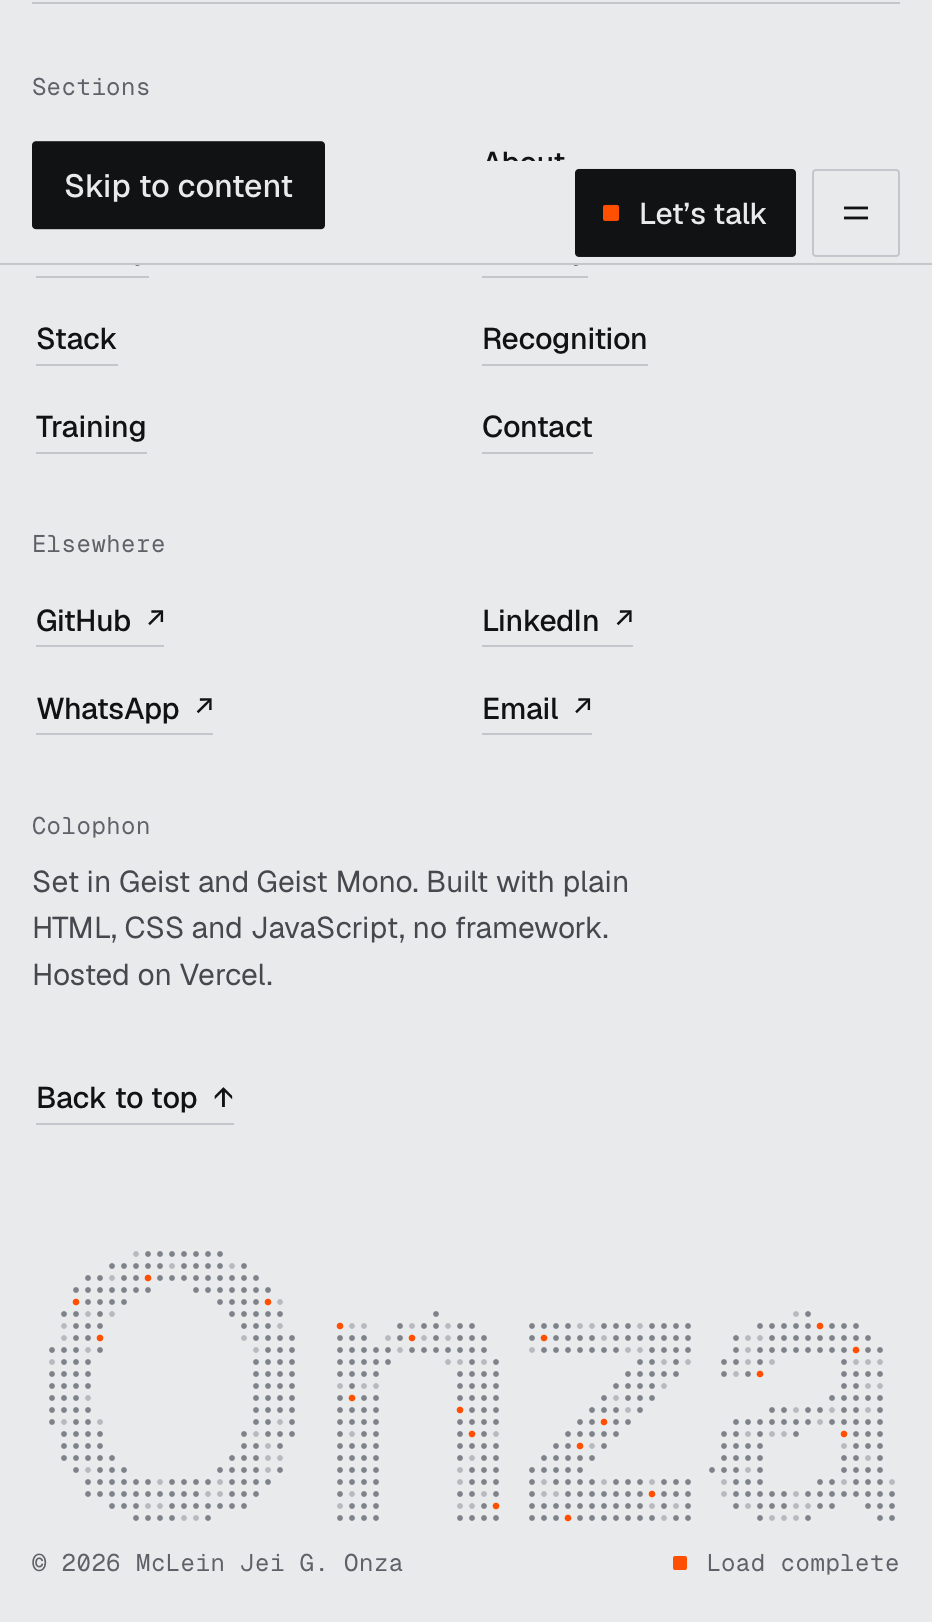 Sections
Skip to content
About
Let’s talk
Stack
Recognition
Training
Contact
Elsewhere
GitHub ↗
LinkedIn ↗
WhatsApp ↗
Email ↗
Colophon
Set in Geist and Geist Mono. Built with plain
HTML, CSS and JavaScript, no framework.
Hosted on Vercel.
Back to top ↑
Onza
© 2026 McLein Jei G. Onza
Load complete